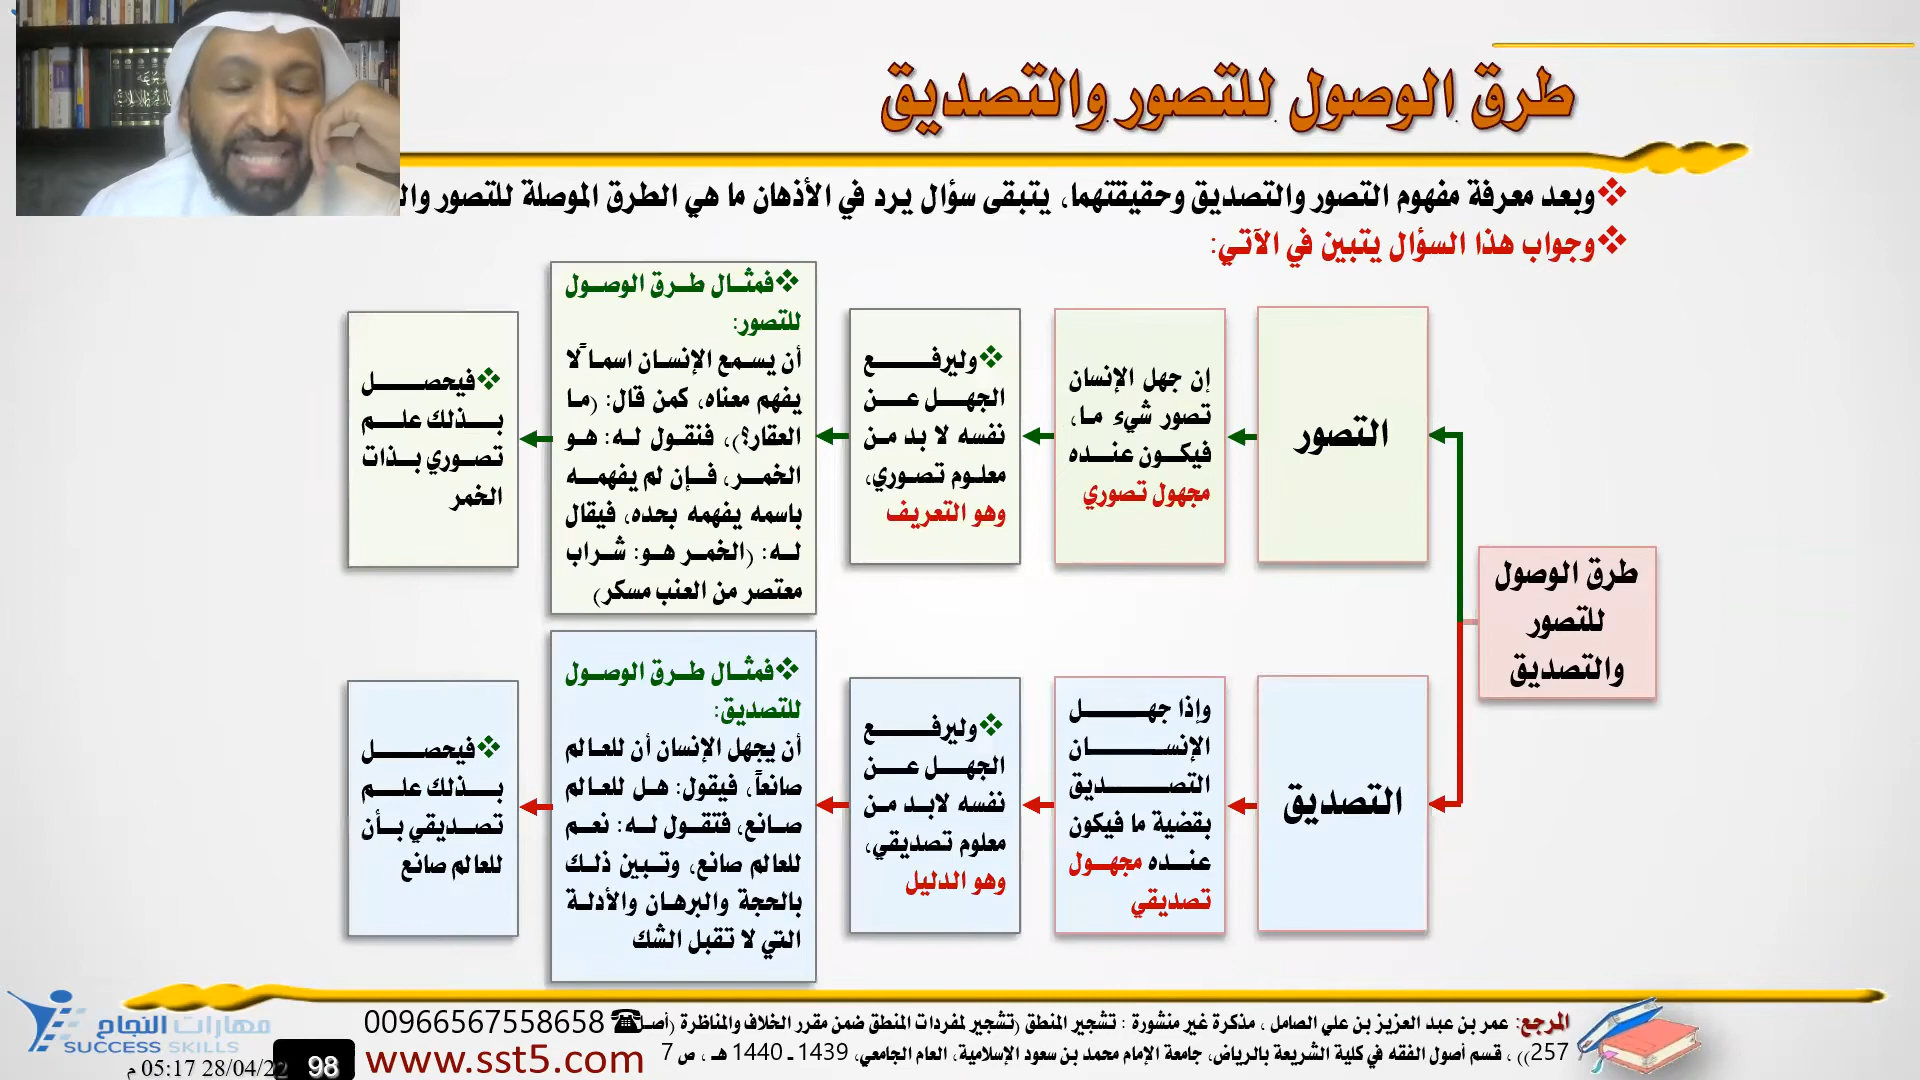 طرق الوصول للتصور والتصديق
❖وبعد معرفة مفهوم التصور والتصديق وحقيقتهما، يتبقى سؤال يرد في الأذهان ما هي الطرق الموصلة للتصور
❖وجواب هذا السؤال يتبين في الآتي:
طرق الوصول
للتصور
والتصديق
التصور
إن جهل الإنسان
تصور شيء ما،
فيكون عنده
مجهول تصوري
❖وليرفع
الجهل عن
نفسه لا بد من
معلوم تصوري،
وهو التعريف
❖فمثال طرق الوصول
للتصور:
أن يسمع الإنسان اسماً لا
يفهم معناه، كمن قال: (ما
العقار؟)، فنقول له: هو
الخمر، فإن لم يفهمه
باسمه يفهمه بحده، فيقال
له: (الخمر هو: شراب
معتصر من العنب مسكر)
❖فيحصل
بذلك علم
تصوري بذات
الخمر
التصديق
وإذا جهل
الإنسان
التصديق
بقضية ما فيكون
عنده مجهول
تصديقي
❖وليرفع
الجهل عن
نفسه لابد من
معلوم تصديقي،
وهو الدليل
❖فمثال طرق الوصول
للتصديق:
أن يجهل الإنسان أن للعالم
صانعاً، فيقول: هل للعالم
صانع، فتقول له: نعم
للعالم صانع، وتبين ذلك
بالحجة والبرهان والأدلة
التي لا تقبل الشك
❖فيحصل
بذلك علم
تصديقي بأن
للعالم صانع
المرجع: عمر بن عبد العزيز بن علي الصامل ، مذكرة غير منشورة : تشجير المنطق (تشجير لمفردات المنطق ضمن مقرر الخلاف والمناظرة (أصل
257)) ، قسم أصول الفقه في كلية الشريعة بالرياض، جامعة الإمام محمد بن سعود الإسلامية، العام الجامعي، 1439 ـ 1440 هـ ، ص 7
00966567558658 ☎
www.sst5.com
مهارات النجاح
SUCCESS SKILLS
98
28/04/22 05:17 م